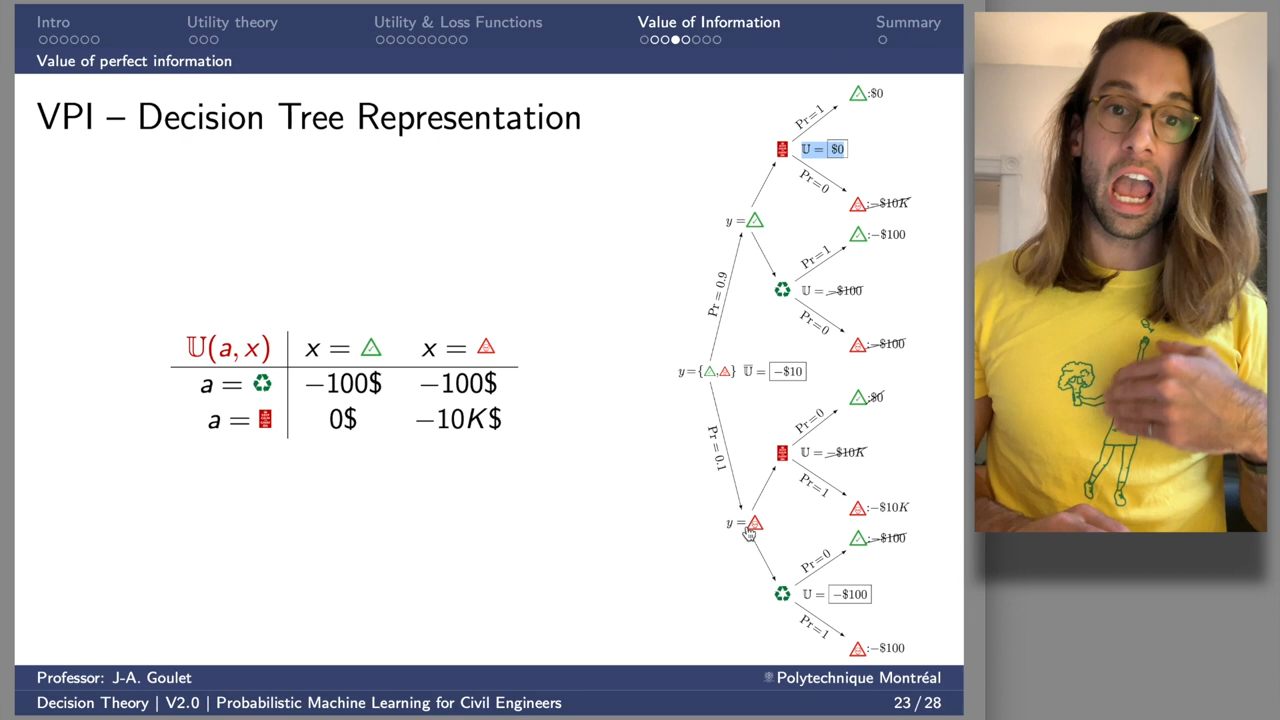 Intro Utility theory Utility & Loss Functions Value of Information Summary
Value of perfect information
VPI – Decision Tree Representation
𝕌(a, x) x = x =
a = −100$ −100$
a = 0$ −10K$
Pr=1 :$0
𝕌 = $0
Pr=0 :−$10K
y =
Pr=1 :−$100
𝕌 = −$100
Pr=0 :−$100
Pr=0.9
y={ , } 𝕌 = −$10
Pr=0.1
Pr=0 :$0
𝕌 = −$10K
Pr=1 :−$10K
y =
Pr=0 :−$100
𝕌 = −$100
Pr=1 :−$100
Professor: J-A. Goulet Polytechnique Montréal
Decision Theory | V2.0 | Probabilistic Machine Learning for Civil Engineers 23 / 28